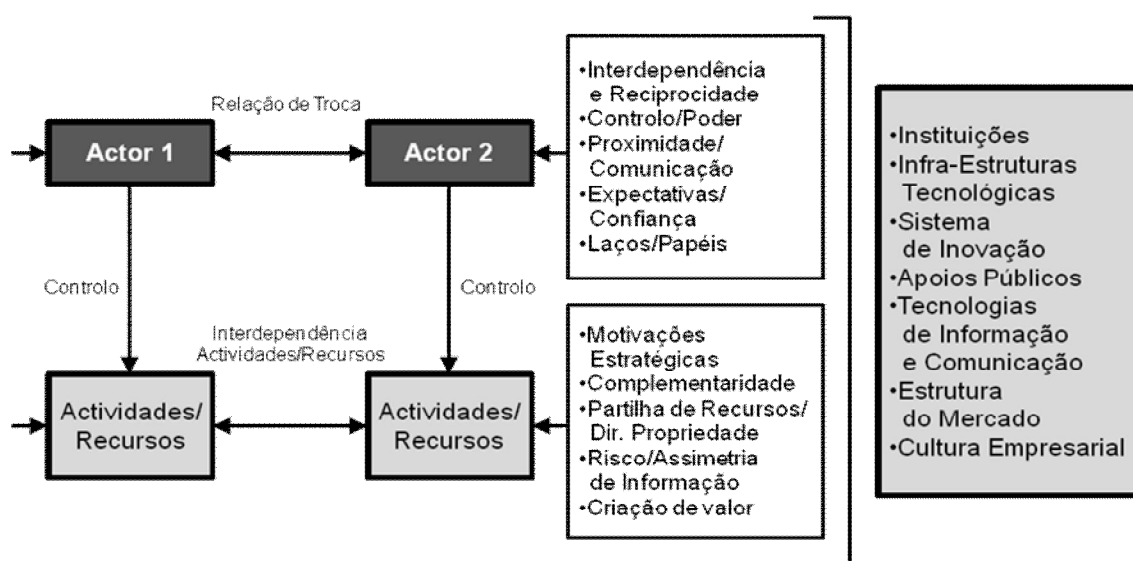 Relação de Troca
Actor 1
Actor 2
•Interdependência
e Reciprocidade
•Controlo/Poder
•Proximidade/
Comunicação
•Expectativas/
Confiança
•Laços/Papéis
Controlo
Controlo
Interdependência
Actividades/Recursos
Actividades/
Recursos
Actividades/
Recursos
•Motivações
Estratégicas
•Complementaridade
•Partilha de Recursos/
Dir. Propriedade
•Risco/Assimetria
de Informação
•Criação de valor
•Instituições
•Infra-Estruturas
Tecnológicas
•Sistema
de Inovação
•Apoios Públicos
•Tecnologias
de Informação
e Comunicação
•Estrutura
do Mercado
•Cultura Empresarial